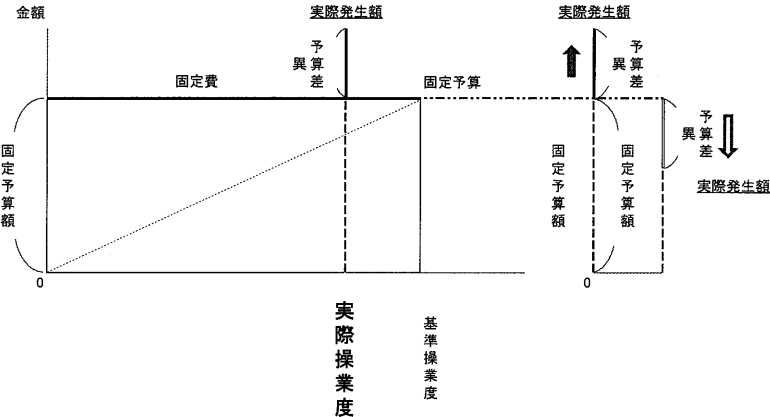 金額
実際発生額
予算差異
固定費
固定予算
固定予算額
0
実際操業度
基準操業度
実際発生額
予算差異
固定予算額
固定予算額
予算差異
実際発生額
0